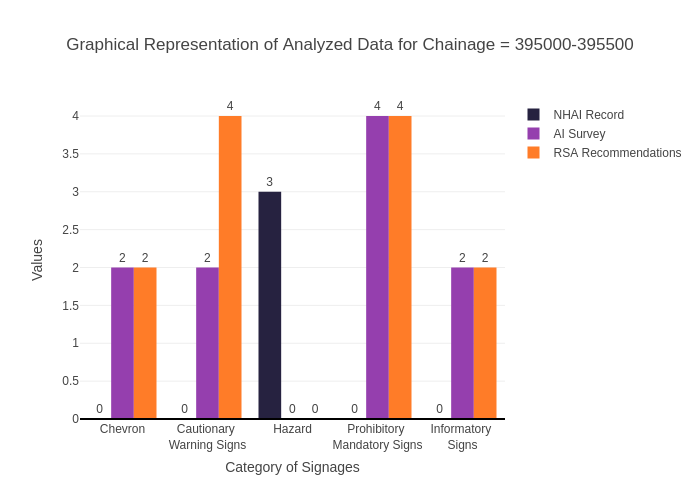 Graphical Representation of Analyzed Data for Chainage = 395000-395500
NHAI Record
AI Survey
RSA Recommendations
Values
4
3.5
3
2.5
2
1.5
1
0.5
0
0 2 2
0 2 4
3 0 0
0 4 4
0 2 2
Chevron
Cautionary
Warning Signs
Hazard
Prohibitory
Mandatory Signs
Informatory
Signs
Category of Signages